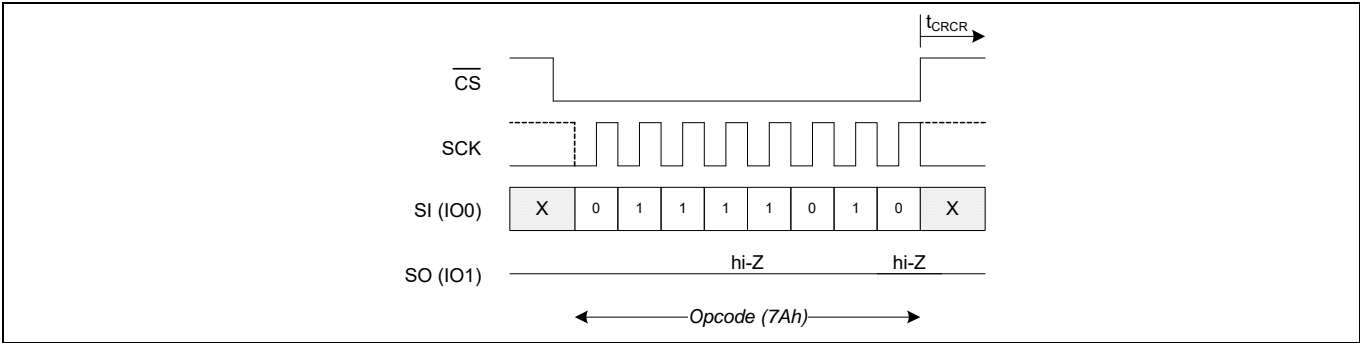 tCRCR
CS
SCK
SI (IO0) X 0 1 1 1 1 0 1 0 X
SO (IO1) hi-Z hi-Z
Opcode (7Ah)